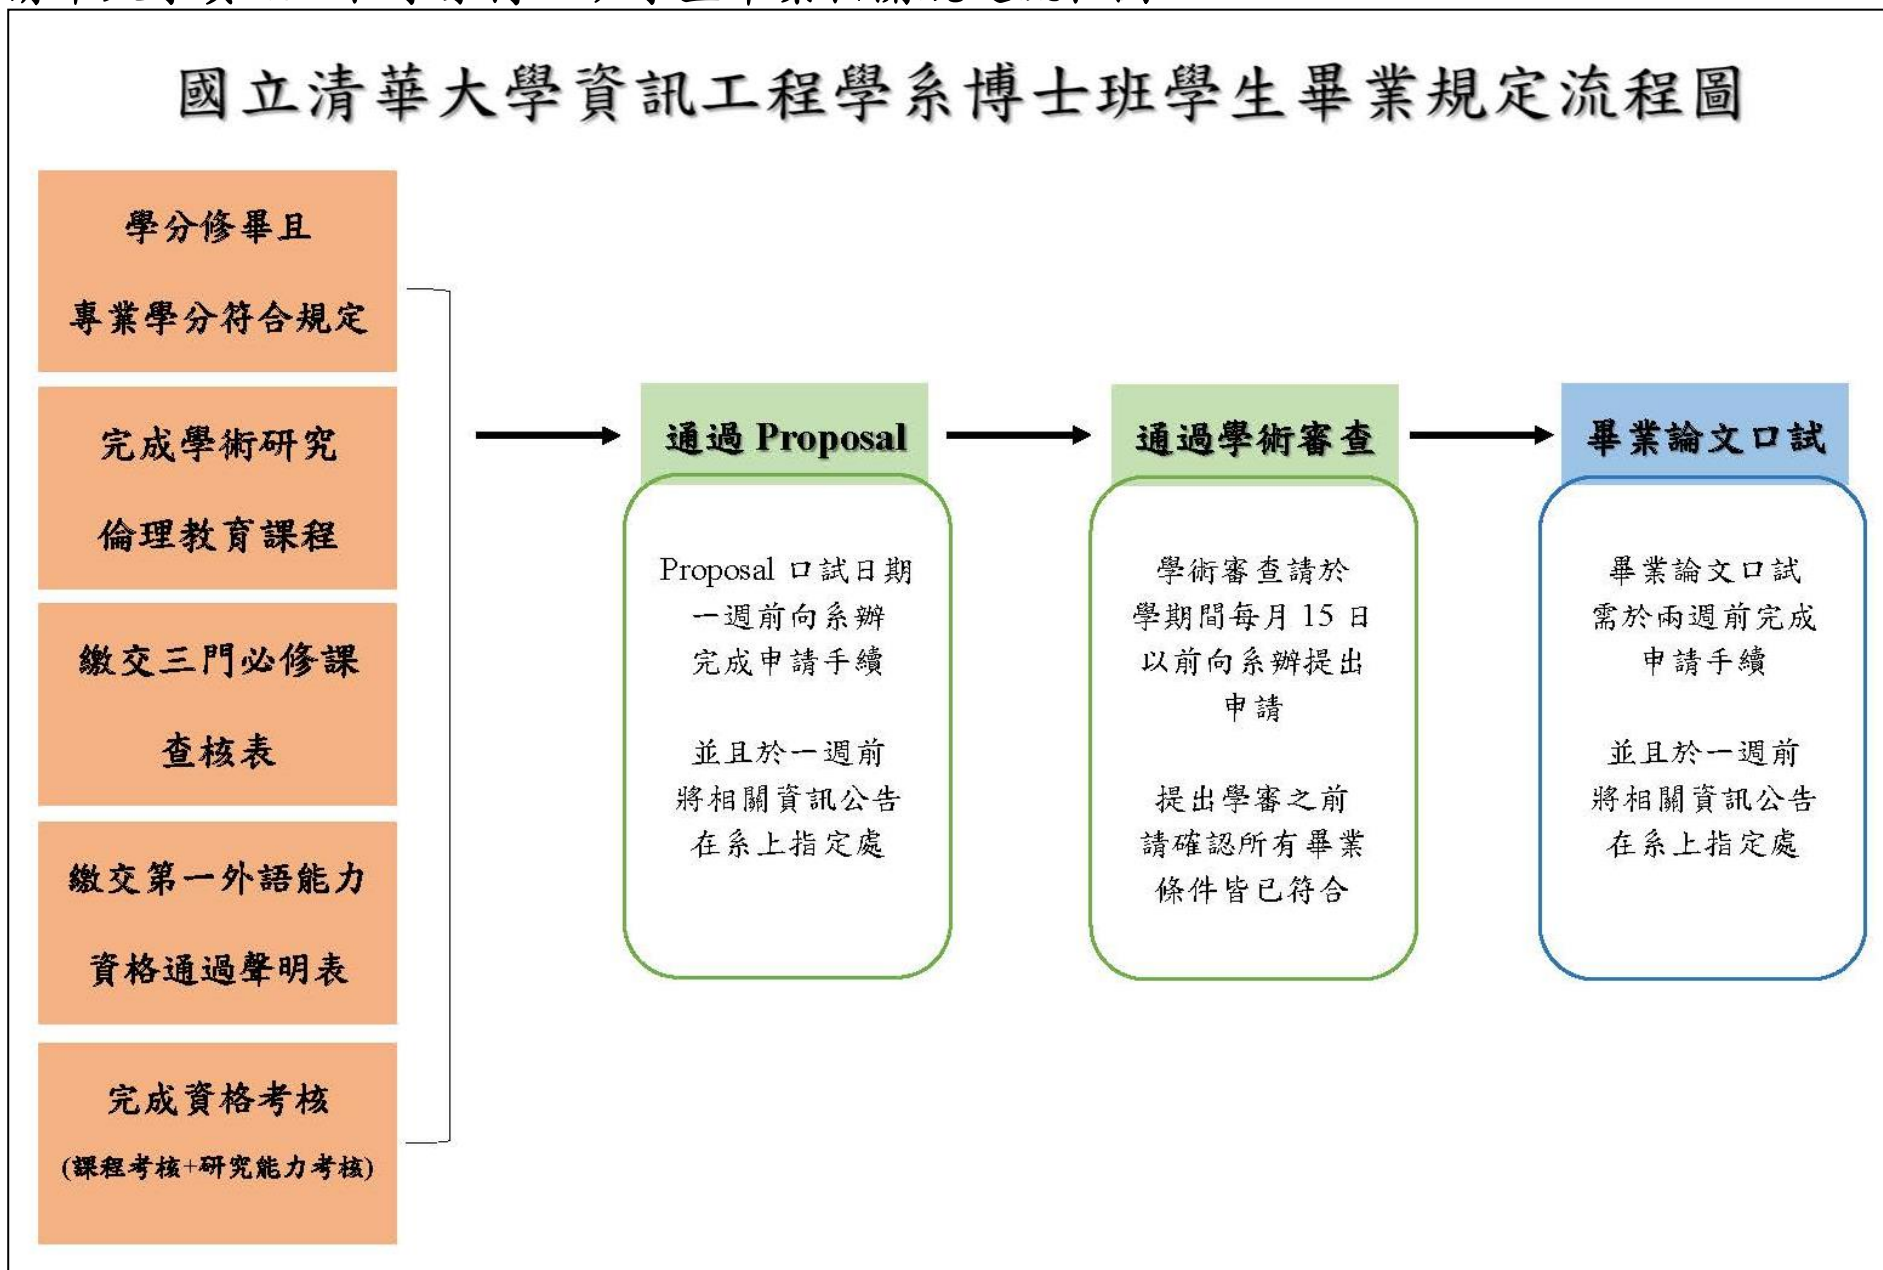 國立清華大學資訊工程學系博士班學生畢業規定流程圖
學分修畢且
專業學分符合規定
完成學術研究
倫理教育課程
繳交三門必修課
查核表
繳交第一外語能力
資格通過聲明表
完成資格考核
(課程考核+研究能力考核)
通過 Proposal
Proposal 口試日期
一週前向系辦
完成申請手續
並且於一週前
將相關資訊公告
在系上指定處
通過學術審查
學術審查請於
學期間每月 15 日
以前向系辦提出
申請
提出學審之前
請確認所有畢業
條件皆已符合
畢業論文口試
畢業論文口試
需於兩週前完成
申請手續
並且於一週前
將相關資訊公告
在系上指定處